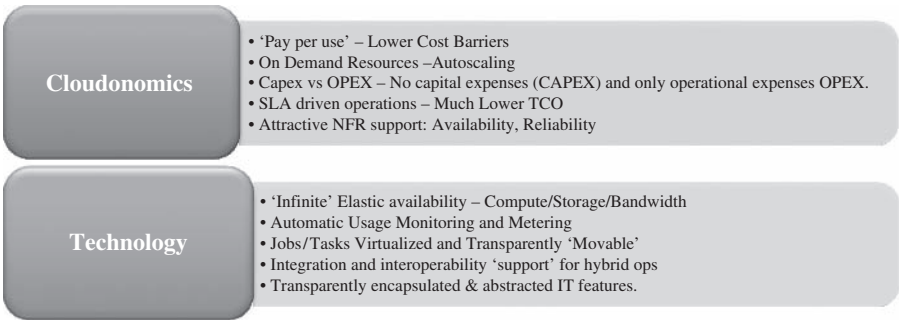 Cloudonomics
• ‘Pay per use’ – Lower Cost Barriers
• On Demand Resources –Autoscaling
• Capex vs OPEX – No capital expenses (CAPEX) and only operational expenses OPEX.
• SLA driven operations – Much Lower TCO
• Attractive NFR support: Availability, Reliability
Technology
• ‘Infinite’ Elastic availability – Compute/Storage/Bandwidth
• Automatic Usage Monitoring and Metering
• Jobs/Tasks Virtualized and Transparently ‘Movable’
• Integration and interoperability ‘support’ for hybrid ops
• Transparently encapsulated & abstracted IT features.